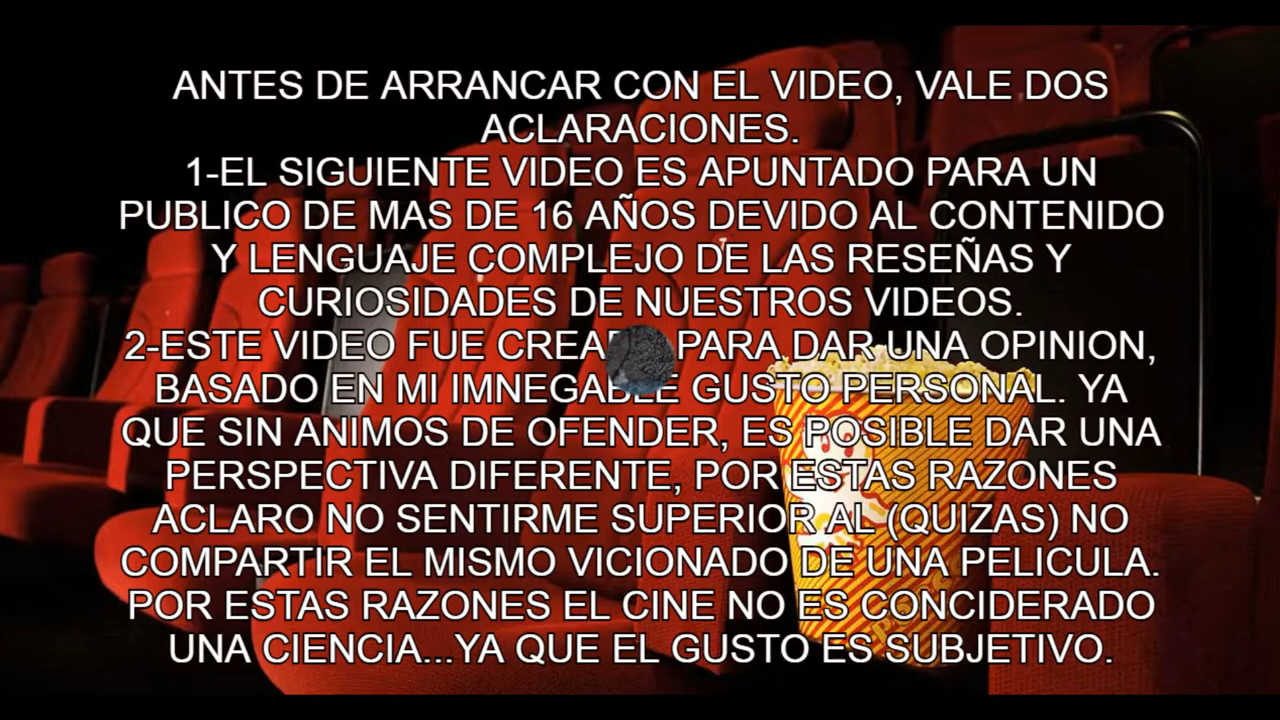 ANTES DE ARRANCAR CON EL VIDEO, VALE DOS
ACLARACIONES.
1-EL SIGUIENTE VIDEO ES APUNTADO PARA UN
PUBLICO DE MAS DE 16 AÑOS DEVIDO AL CONTENIDO
Y LENGUAJE COMPLEJO DE LAS RESEÑAS Y
CURIOSIDADES DE NUESTROS VIDEOS.
2-ESTE VIDEO FUE CREADO PARA DAR UNA OPINION,
BASADO EN MI IMNEGABLE GUSTO PERSONAL. YA
QUE SIN ANIMOS DE OFENDER, ES POSIBLE DAR UNA
PERSPECTIVA DIFERENTE, POR ESTAS RAZONES
ACLARO NO SENTIRME SUPERIOR AL (QUIZAS) NO
COMPARTIR EL MISMO VICIONADO DE UNA PELICULA.
POR ESTAS RAZONES EL CINE NO ES CONCIDERADO
UNA CIENCIA...YA QUE EL GUSTO ES SUBJETIVO.